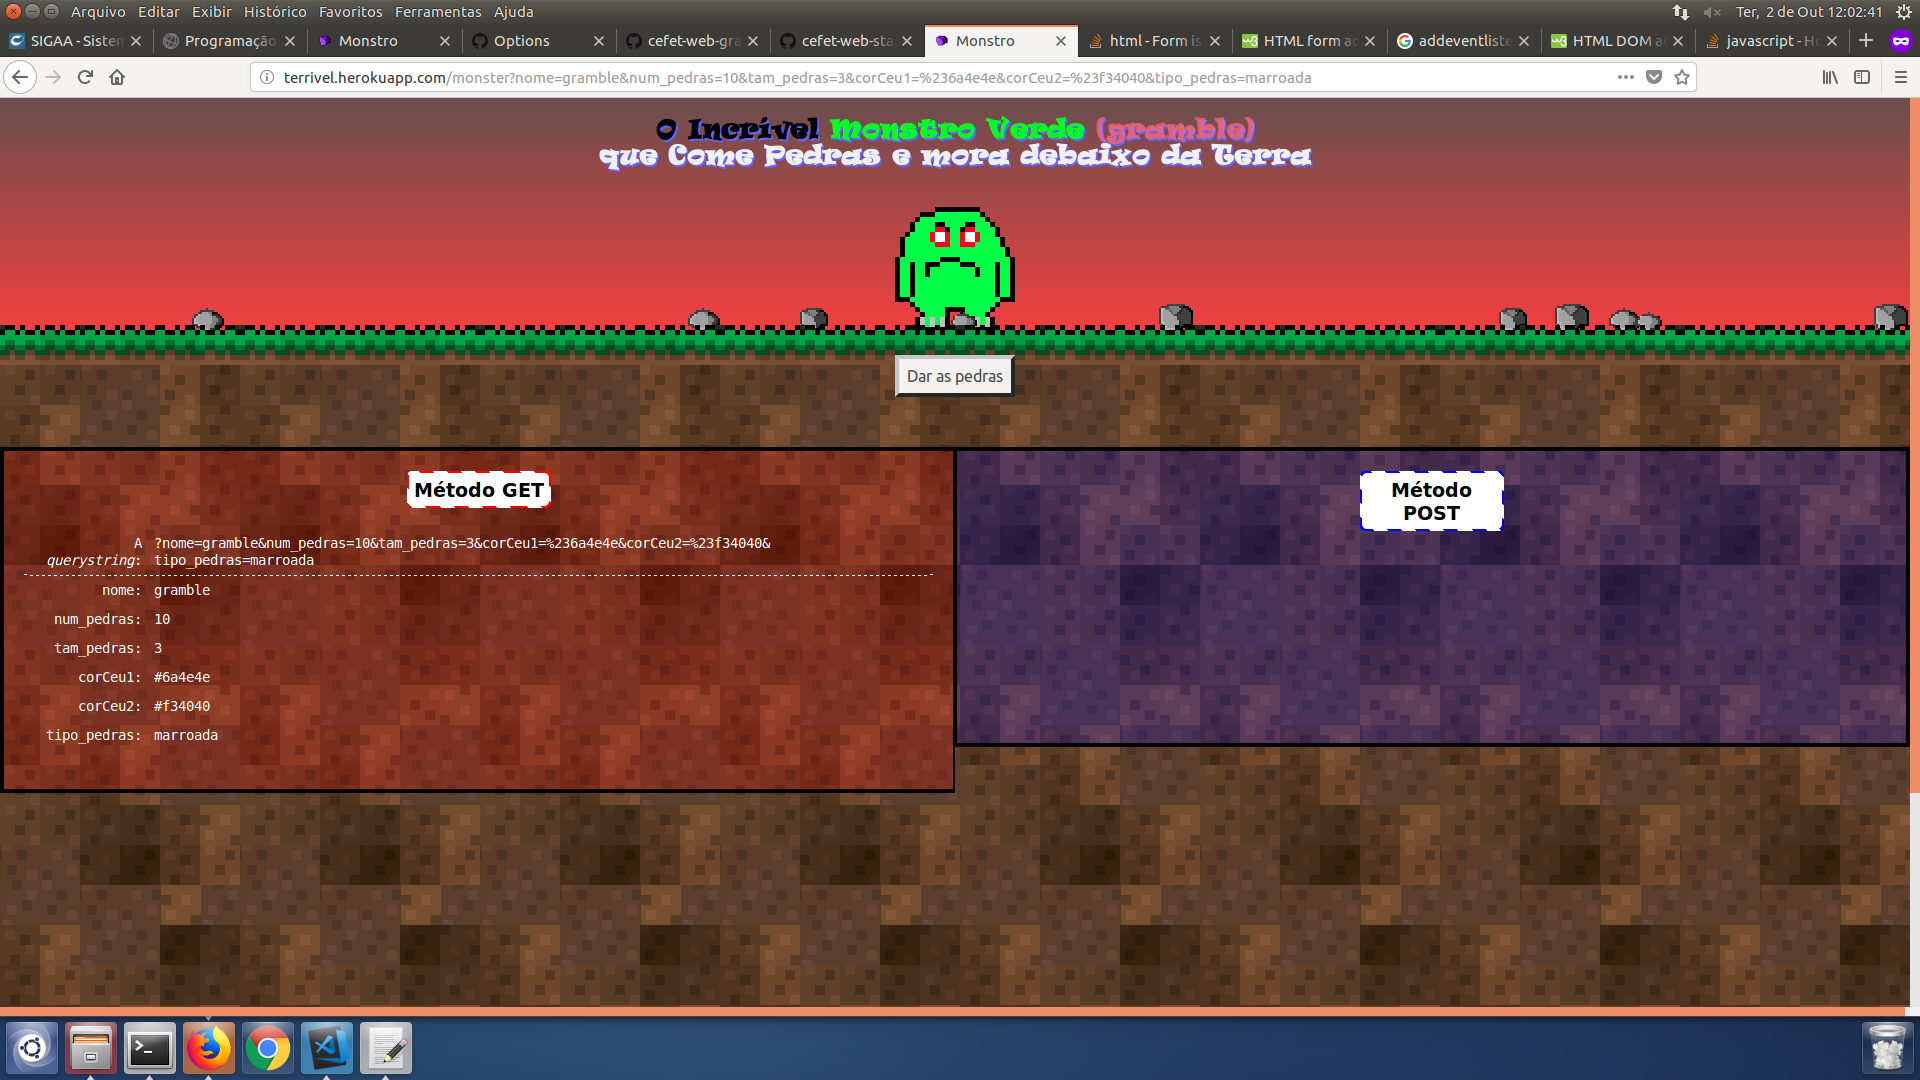 Arquivo Editar Exibir Histórico Favoritos Ferramentas Ajuda
Ter, 2 de Out 12:02:41
SIGAA - Sisten
Programação
Monstro
Options
cefet-web-gra
cefet-web-sta
Monstro
html - Form is
HTML form ac
addeventliste
HTML DOM ad
javascript - Ho
terrivel.herokuapp.com/monster?nome=gramble&num_pedras=10&tam_pedras=3&corCeu1=%236a4e4e&corCeu2=%23f34040&tipo_pedras=marroada
O Incrível Monstro Verde (gramble)
que Come Pedras e mora debaixo da Terra
Dar as pedras
Método GET
A querystring: ?nome=gramble&num_pedras=10&tam_pedras=3&corCeu1=%236a4e4e&corCeu2=%23f34040&
tipo_pedras=marroada
nome: gramble
num_pedras: 10
tam_pedras: 3
corCeu1: #6a4e4e
corCeu2: #f34040
tipo_pedras: marroada
Método
POST